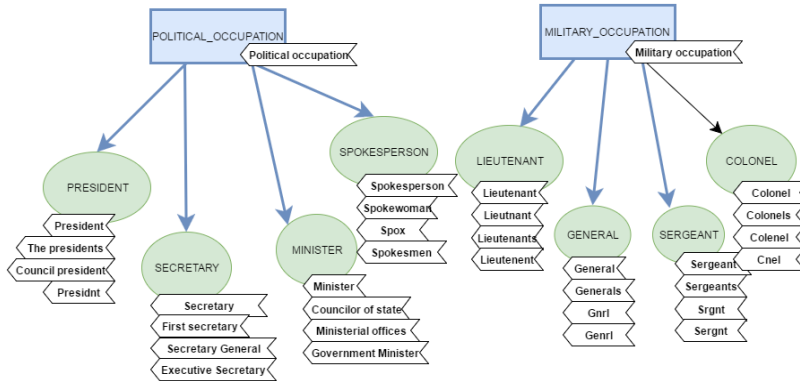 POLITICAL_OCCUPATION
Political occupation
PRESIDENT
President
The presidents
Council president
Presidnt
SECRETARY
Secretary
First secretary
Secretary General
Executive Secretary
MINISTER
Minister
Councilor of state
Ministerial offices
Government Minister
SPOKESPERSON
Spokesperson
Spokewoman
Spox
Spokesmen
MILITARY_OCCUPATION
Military occupation
LIEUTENANT
Lieutenant
Lieutnant
Lieutenants
Lieutenent
GENERAL
General
Generals
Gnrl
Genrl
SERGEANT
Sergeant
Sergeants
Srgnt
Sergnt
COLONEL
Colonel
Colonels
Colenel
Cnel